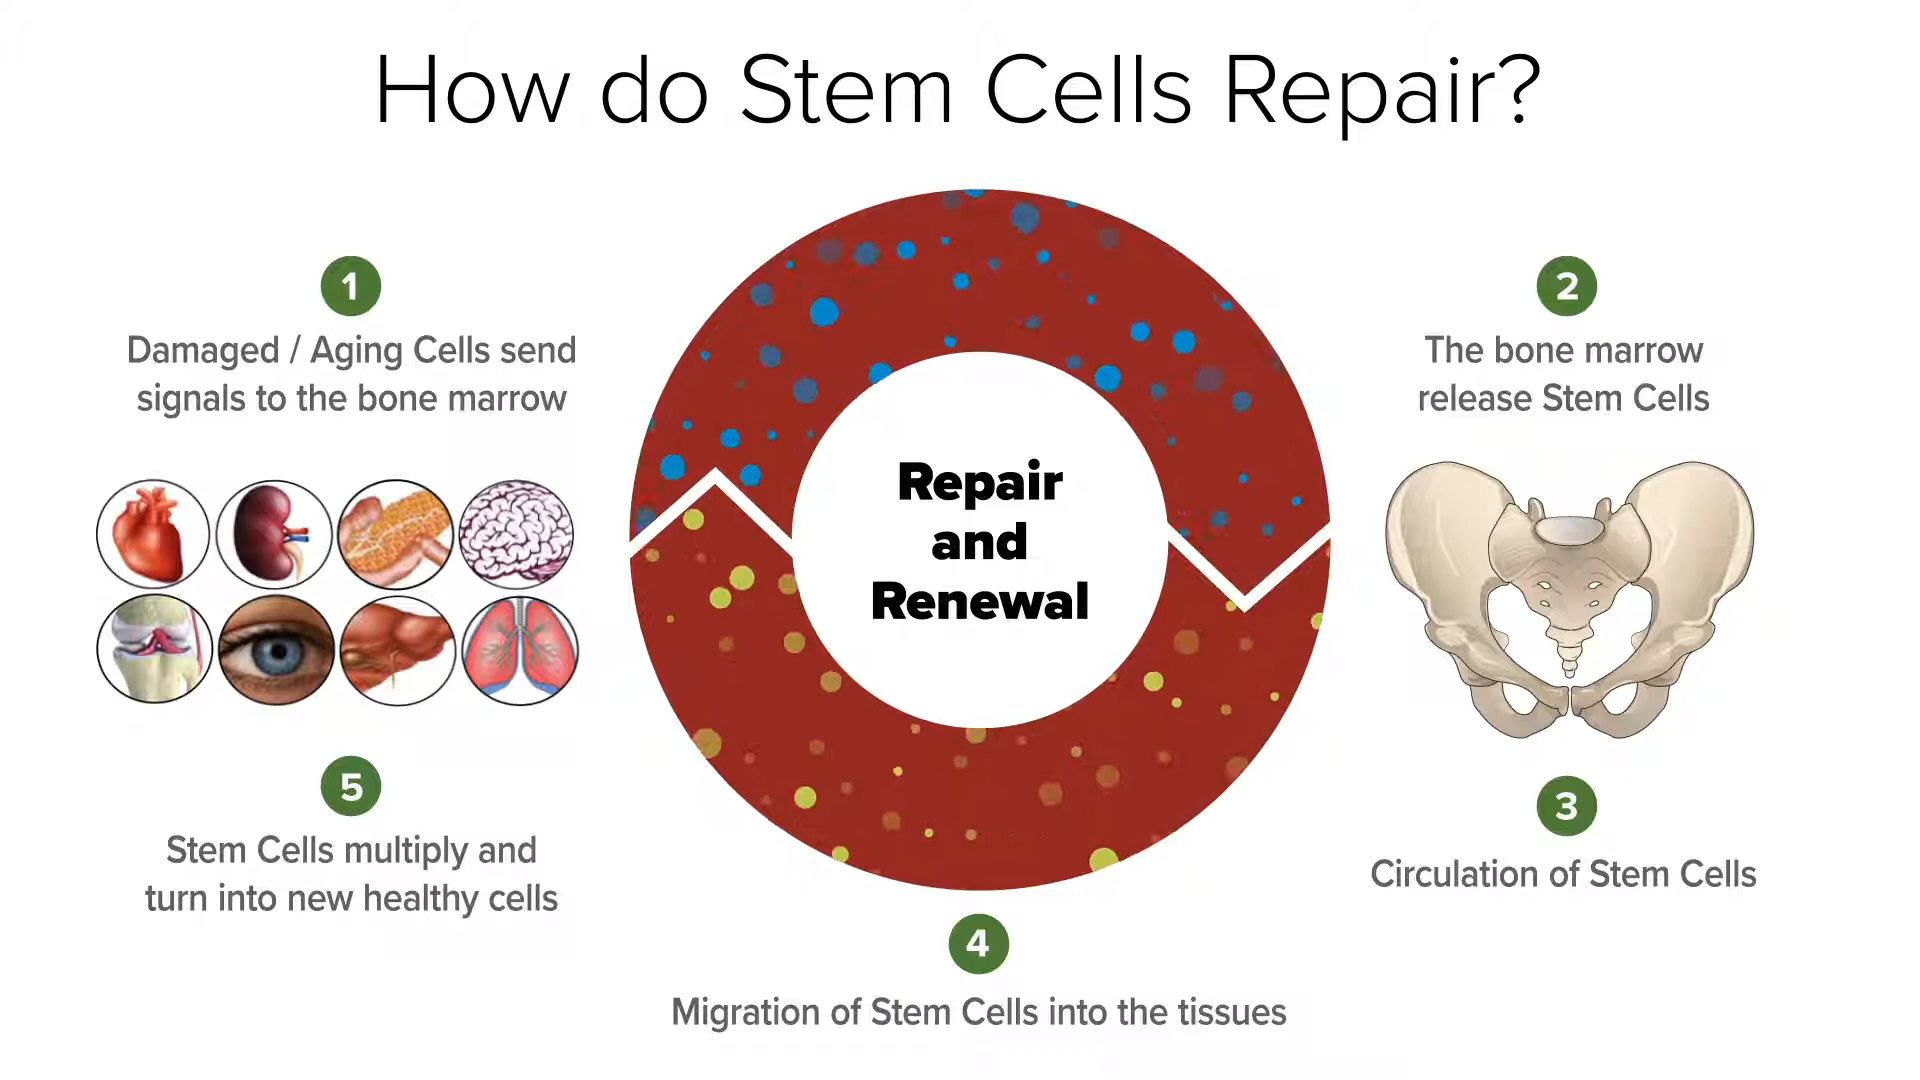 How do Stem Cells Repair?
1
Damaged / Aging Cells send
signals to the bone marrow
2
The bone marrow
release Stem Cells
Repair
and
Renewal
3
Circulation of Stem Cells
4
Migration of Stem Cells into the tissues
5
Stem Cells multiply and
turn into new healthy cells